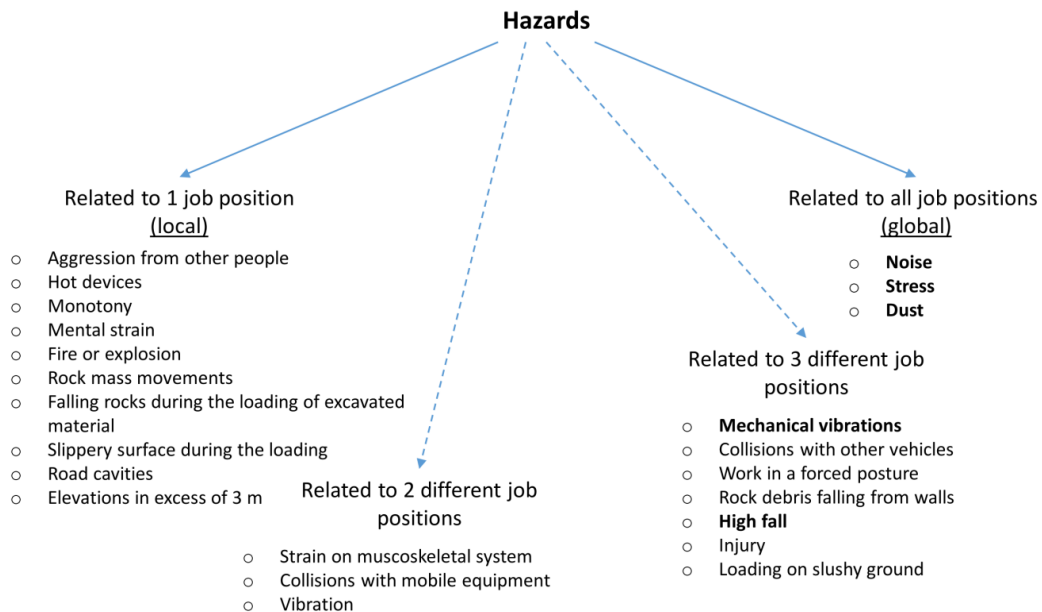 Hazards
Related to 1 job position
(local)
o Aggression from other people
o Hot devices
o Monotony
o Mental strain
o Fire or explosion
o Rock mass movements
o Falling rocks during the loading of excavated
material
o Slippery surface during the loading
o Road cavities
o Elevations in excess of 3 m
Related to 2 different job
positions
o Strain on muscoskeletal system
o Collisions with mobile equipment
o Vibration
Related to 3 different job
positions
o Mechanical vibrations
o Collisions with other vehicles
o Work in a forced posture
o Rock debris falling from walls
o High fall
o Injury
o Loading on slushy ground
Related to all job positions
(global)
o Noise
o Stress
o Dust